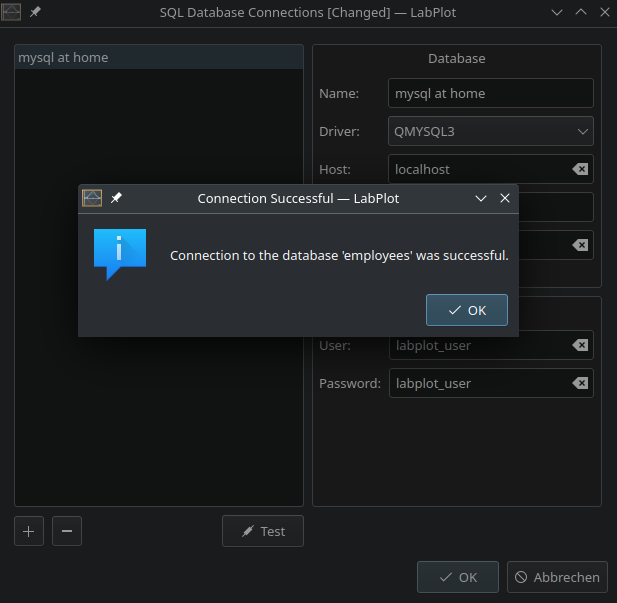 SQL Database Connections [Changed] — LabPlot
mysql at home
Database
Name:
mysql at home
Driver:
QMYSQL3
Host:
localhost
Connection Successful — LabPlot
Connection to the database 'employees' was successful.
OK
User:
labplot_user
Password:
labplot_user
Test
OK
Abbrechen